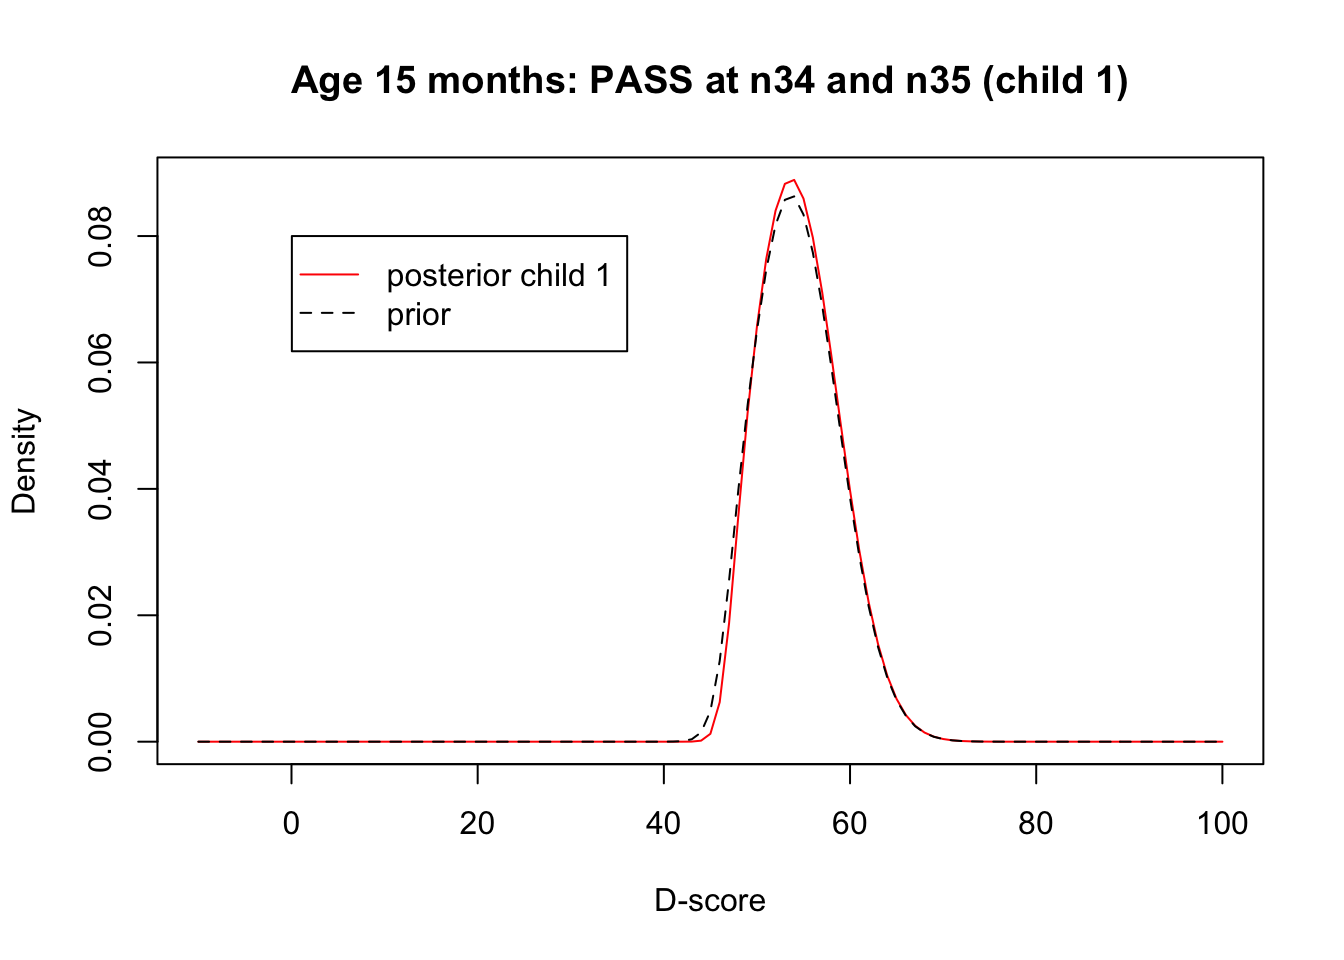 Age 15 months: PASS at n34 and n35 (child 1)
posterior child 1
prior
Density
0.08
0.06
0.04
0.02
0.00
0 20 40 60 80 100
D-score